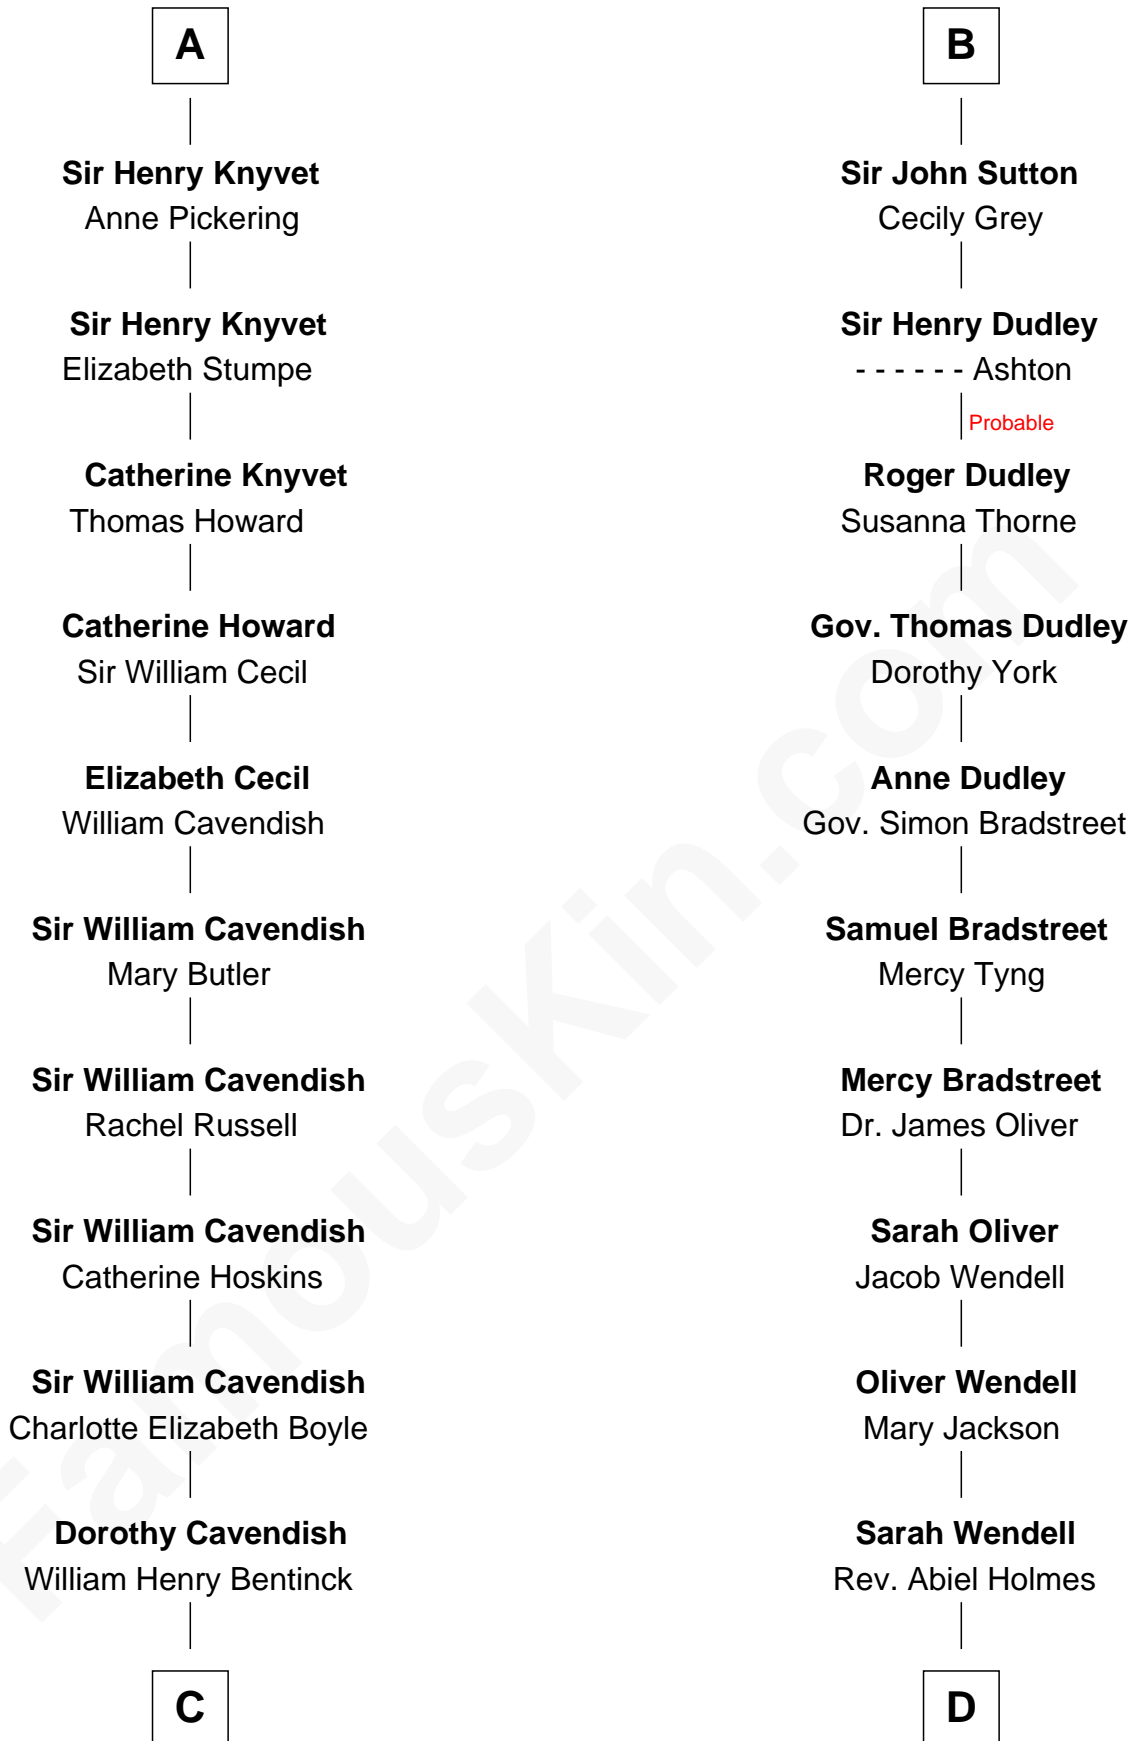 A
Sir Henry Knyvet
Anne Pickering
Sir Henry Knyvet
Elizabeth Stumpe
Catherine Knyvet
Thomas Howard
Catherine Howard
Sir William Cecil
Elizabeth Cecil
William Cavendish
Sir William Cavendish
Mary Butler
Sir William Cavendish
Rachel Russell
Sir William Cavendish
Catherine Hoskins
Sir William Cavendish
Charlotte Elizabeth Boyle
Dorothy Cavendish
William Henry Bentinck
C
B
Sir John Sutton
Cecily Grey
Sir Henry Dudley
- - - - - - Ashton
Probable
Roger Dudley
Susanna Thorne
Gov. Thomas Dudley
Dorothy York
Anne Dudley
Gov. Simon Bradstreet
Samuel Bradstreet
Mercy Tyng
Mercy Bradstreet
Dr. James Oliver
Sarah Oliver
Jacob Wendell
Oliver Wendell
Mary Jackson
Sarah Wendell
Rev. Abiel Holmes
D
FamousKin.com